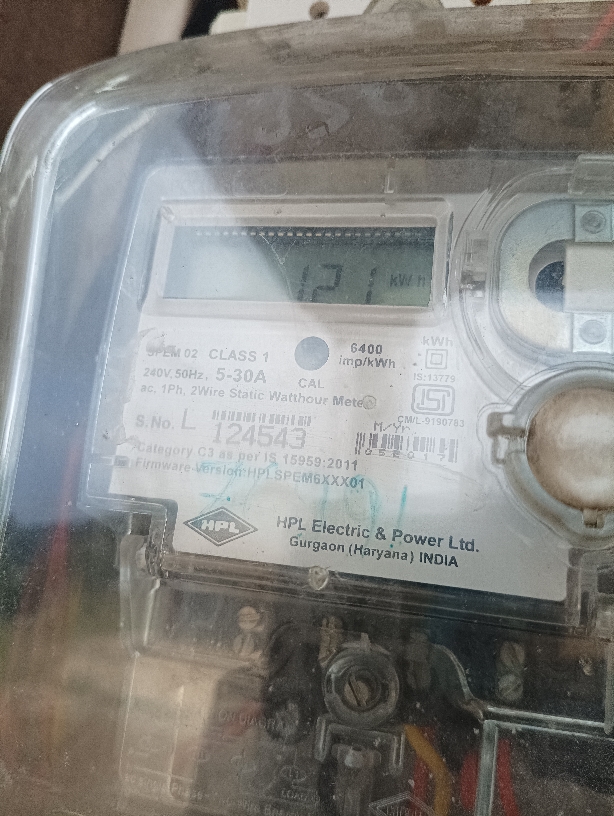 121 kWh
SPEM 02 CLASS 1
6400
imp/kWh
kWh
240V, 50Hz, 5-30A
CAL
IS:13779
ac, 1Ph, 2Wire Static Watthour Meter
CM/L-9190783
S.No. L 124543
M/Yr
052017
Category C3 as per IS 15959:2011
Firmware-Version:HPLSPEM6XXX01
HPL
HPL Electric & Power Ltd.
Gurgaon (Haryana) INDIA